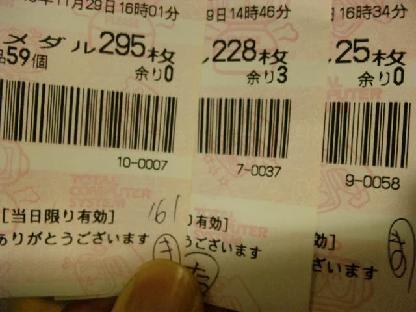 年11月29日16時01分
メダル295枚
品59個
余り0
10-0007
[当日限り有効]
ありがとうございます
161
9日14時46分
,228枚
余り3
7-0037
)有効]
うございます
16時34分
,25枚
余り0
9-0058
効]
ざいます
TOTAL
COMPUTER
SYSTEM